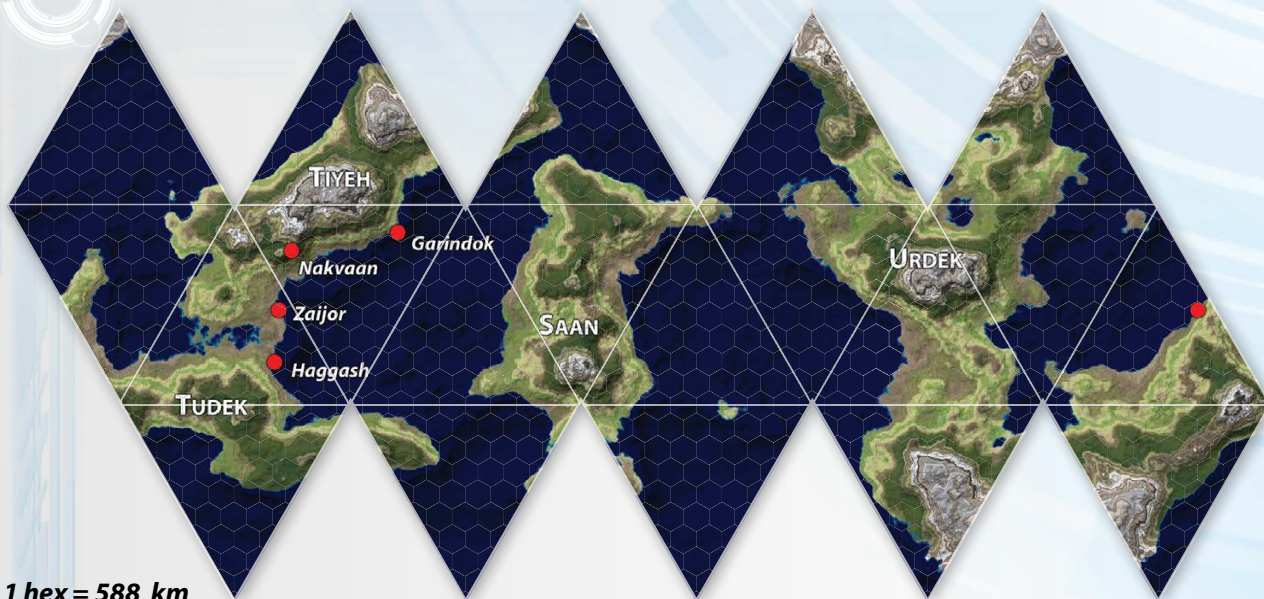 TIYEH
Garindok
Nakvaan
URDEK
Zaijor
SAAN
Haggash
TUDEK
1 hex = 588 km